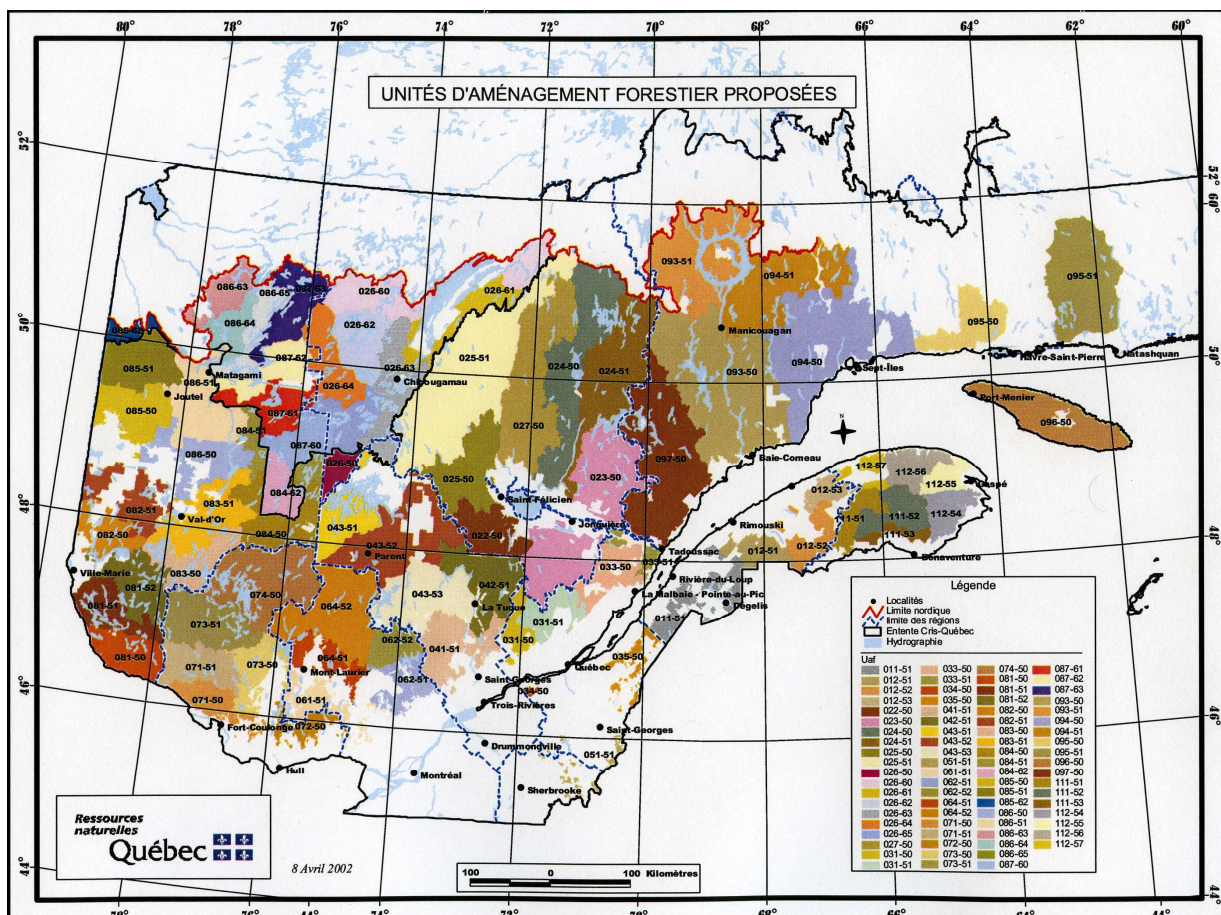 80° 78° 76° 74° 72° 70° 68° 66° 64° 62° 60°
UNITÉS D'AMÉNAGEMENT FORESTIER PROPOSÉES
52° 52°
60°
093-51
094-51
095-51
086-63
086-65
087-63
026-60
026-61
50°
085-62
086-64
026-62
095-50
Manicouagan
50°
087-62
025-51
024-50
024-51
093-50
094-50
Havre-Saint-Pierre
Natashquan
085-51
Matagami
086-51
026-63
Chibougamau
Sept-Iles
Joutel
026-64
Port-Menier
085-50
087-61
096-50
084-51
027-50
N
087-60
086-50
026-50
097-50
Baie-Comeau
112-57
112-56
084-62
025-50
023-50
112-55
Gaspé
48°
012-53
083-51
Saint-Félicien
082-51
Val-d'Or
043-51
Jonquière
Rimouski
111-51
111-52
112-54
48°
082-50
084-50
022-50
111-53
043-52
Parent
Tadoussac
012-51
012-52
Bonaventure
083-50
033-50
033-51
Ville-Marie
081-52
042-51
Rivière-du-Loup
074-50
064-52
043-53
La Malbaie - Pointe-au-Pic
081-51
La Tuque
Dégelis
073-51
031-51
011-51
062-52
031-50
081-50
071-51
073-50
064-51
041-51
035-50
Mont-Laurier
Québec
46°
062-51
Saint-Georges
071-50
061-51
034-50
Trois-Rivières
46°
Fort-Coulonge
072-50
Saint-Georges
Drummondville
051-51
Hull
Montréal
Sherbrooke
Légende
Localités
Limite nordique
limite des régions
Entente Cris-Québec
Hydrographie
Uaf
011-51 033-50 074-50 087-61
012-51 033-51 081-50 087-62
012-52 034-50 081-51 087-63
012-53 035-50 081-52 093-50
022-50 041-51 082-50 093-51
023-50 042-51 082-51 094-50
024-50 043-51 083-50 094-51
024-51 043-52 083-51 095-50
025-50 043-53 084-50 095-51
025-51 051-51 084-51 096-50
026-50 061-51 084-62 097-50
026-60 062-51 085-50 111-51
026-61 062-52 085-51 111-52
026-62 064-51 085-62 111-53
026-63 064-52 086-50 112-54
026-64 071-50 086-51 112-55
026-65 071-51 086-63 112-56
027-50 072-50 086-64 112-57
031-50 073-50 086-65
031-51 073-51 087-60
Ressources
naturelles
Québec
8 Avril 2002
100 0 100 Kilomètres
44° 44°